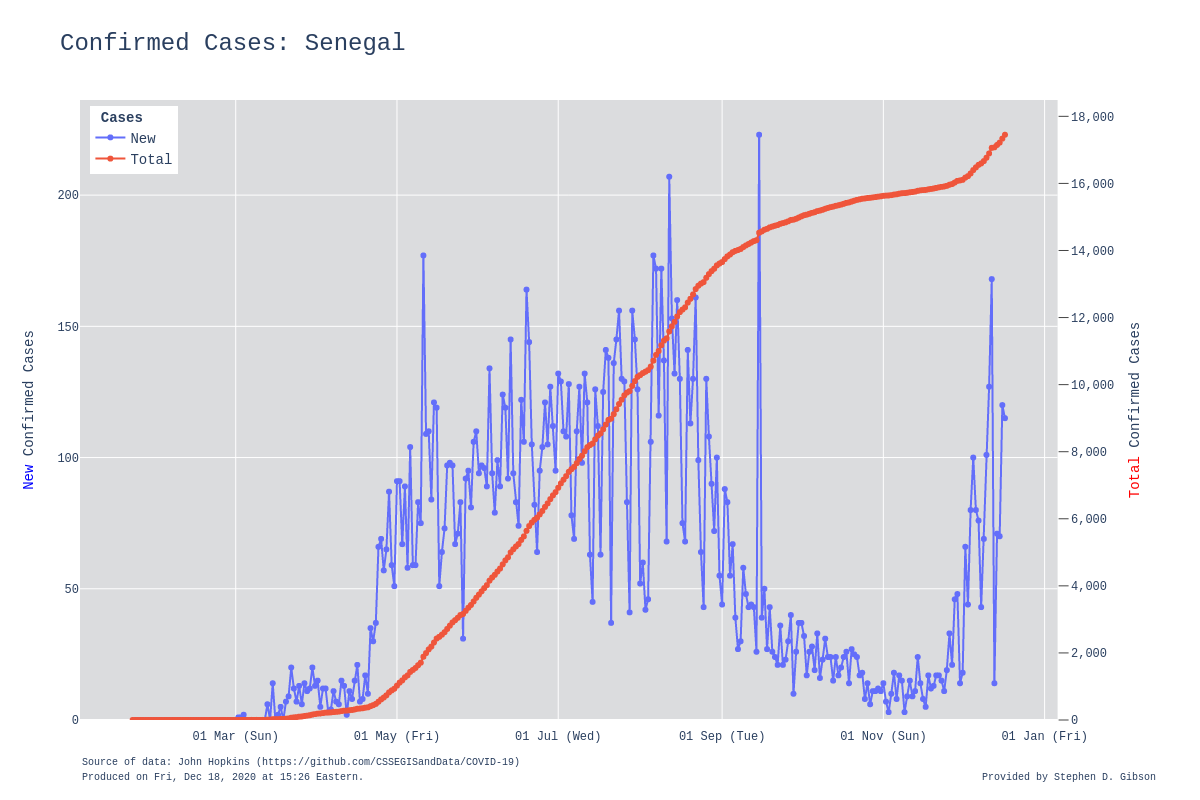 Confirmed Cases: Senegal
Cases
New
Total
200
150
100
50
0
18,000
16,000
14,000
12,000
10,000
8,000
6,000
4,000
2,000
0
New Confirmed Cases
Total Confirmed Cases
01 Mar (Sun) 01 May (Fri) 01 Jul (Wed) 01 Sep (Tue) 01 Nov (Sun) 01 Jan (Fri)
Source of data: John Hopkins (https://github.com/CSSEGISandData/COVID-19)
Produced on Fri, Dec 18, 2020 at 15:26 Eastern.
Provided by Stephen D. Gibson